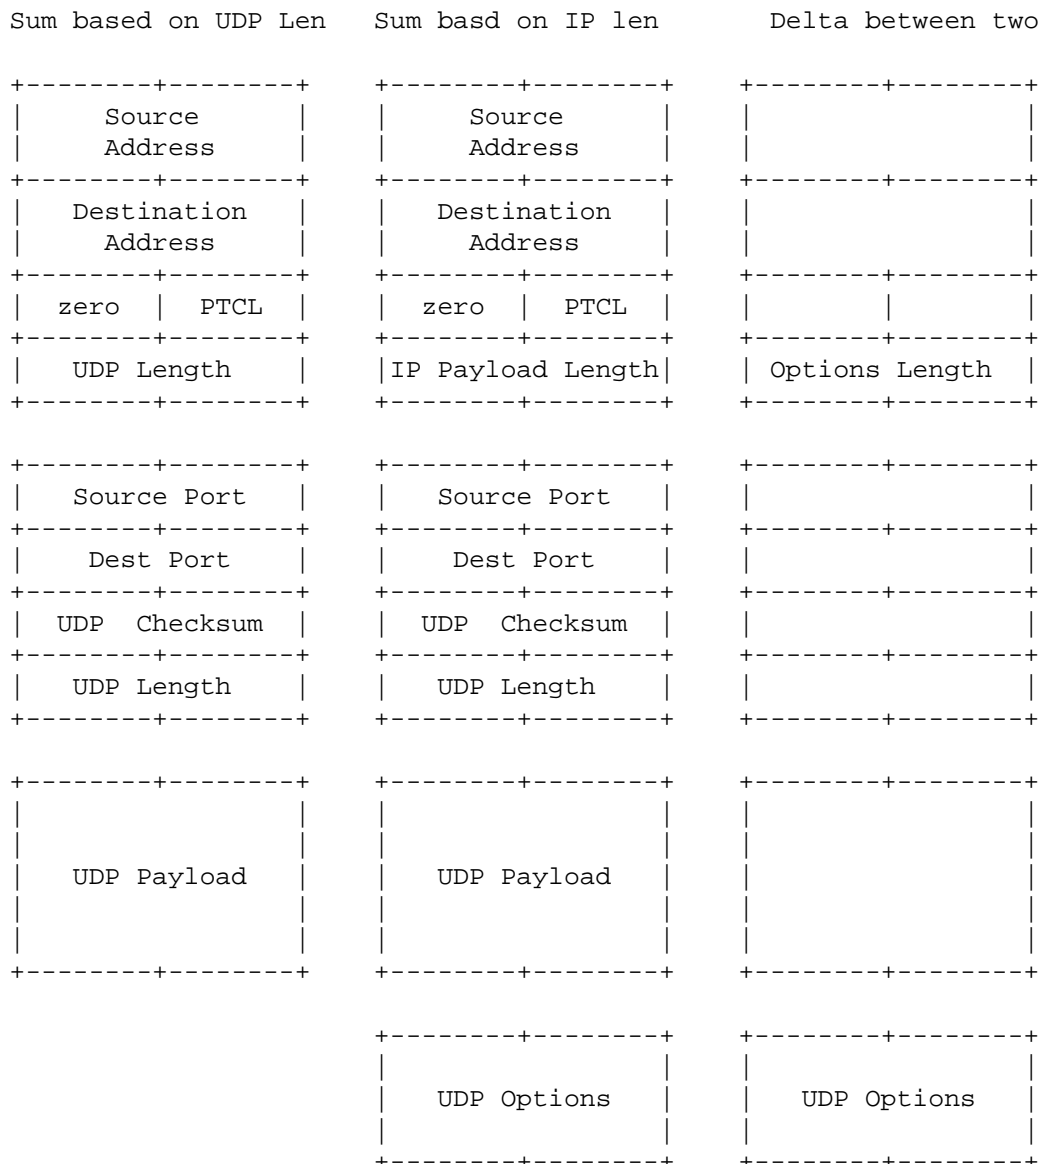 Sum based on UDP Len   Sum basd on IP len       Delta between two

+--------+--------+    +--------+--------+    +--------+--------+
|     Source      |    |     Source      |    |                 |
|     Address     |    |     Address     |    |                 |
+--------+--------+    +--------+--------+    +--------+--------+
|   Destination   |    |   Destination   |    |                 |
|     Address     |    |     Address     |    |                 |
+--------+--------+    +--------+--------+    +--------+--------+
|  zero  |  PTCL  |    |  zero  |  PTCL  |    |        |        |
+--------+--------+    +--------+--------+    +--------+--------+
|   UDP Length    |    |IP Payload Length|    | Options Length  |
+--------+--------+    +--------+--------+    +--------+--------+

+--------+--------+    +--------+--------+    +--------+--------+
|   Source Port   |    |   Source Port   |    |                 |
+--------+--------+    +--------+--------+    +--------+--------+
|    Dest Port    |    |    Dest Port    |    |                 |
+--------+--------+    +--------+--------+    +--------+--------+
|  UDP  Checksum  |    |  UDP  Checksum  |    |                 |
+--------+--------+    +--------+--------+    +--------+--------+
|   UDP Length    |    |   UDP Length    |    |                 |
+--------+--------+    +--------+--------+    +--------+--------+

+--------+--------+    +--------+--------+    +--------+--------+
|                 |    |                 |    |                 |
|                 |    |                 |    |                 |
|   UDP Payload   |    |   UDP Payload   |    |                 |
|                 |    |                 |    |                 |
|                 |    |                 |    |                 |
+--------+--------+    +--------+--------+    +--------+--------+

                       +--------+--------+    +--------+--------+
                       |                 |    |                 |
                       |   UDP Options   |    |   UDP Options   |
                       |                 |    |                 |
                       +--------+--------+    +--------+--------+